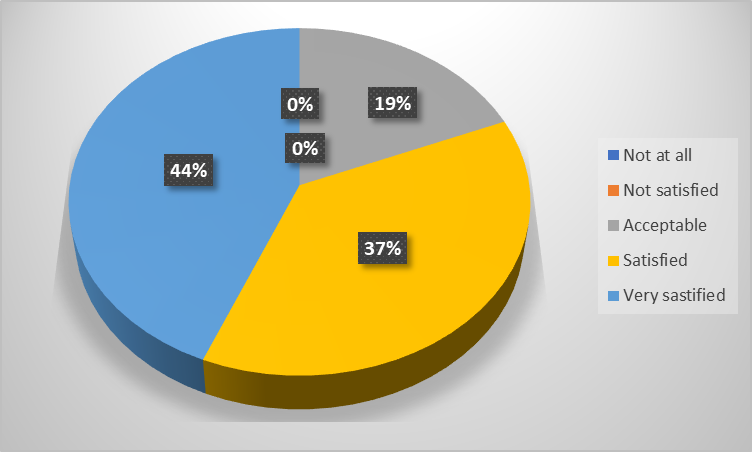 0%
19%
0%
44%
37%
Not at all
Not satisfied
Acceptable
Satisfied
Very sastified